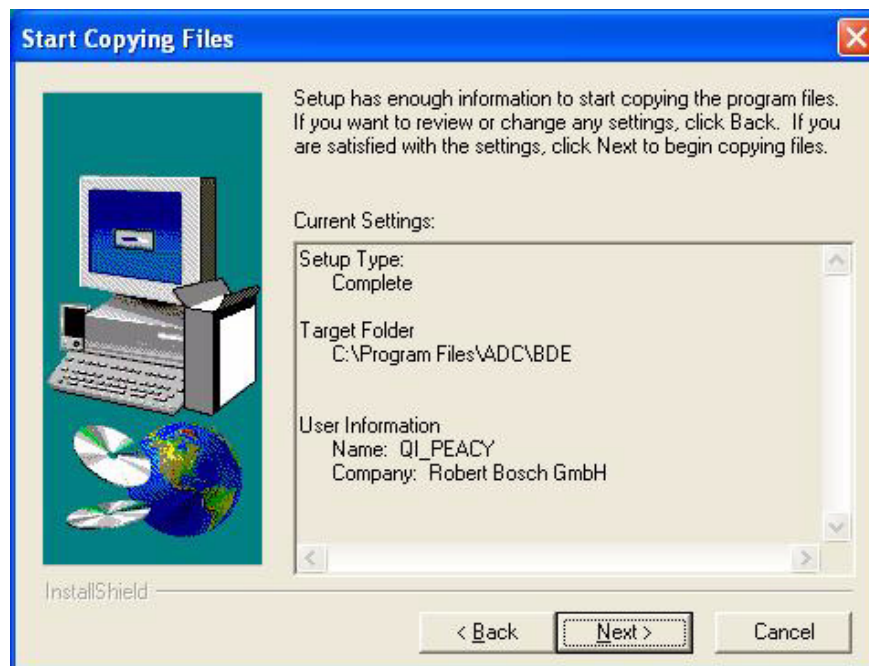 Start Copying Files
Setup has enough information to start copying the program files.
If you want to review or change any settings, click Back. If you
are satisfied with the settings, click Next to begin copying files.
Current Settings:
Setup Type:
Complete
Target Folder
C:\Program Files\ADC\BDE
User Information
Name: QI_PEACY
Company: Robert Bosch GmbH
InstallShield
< Back
Next >
Cancel